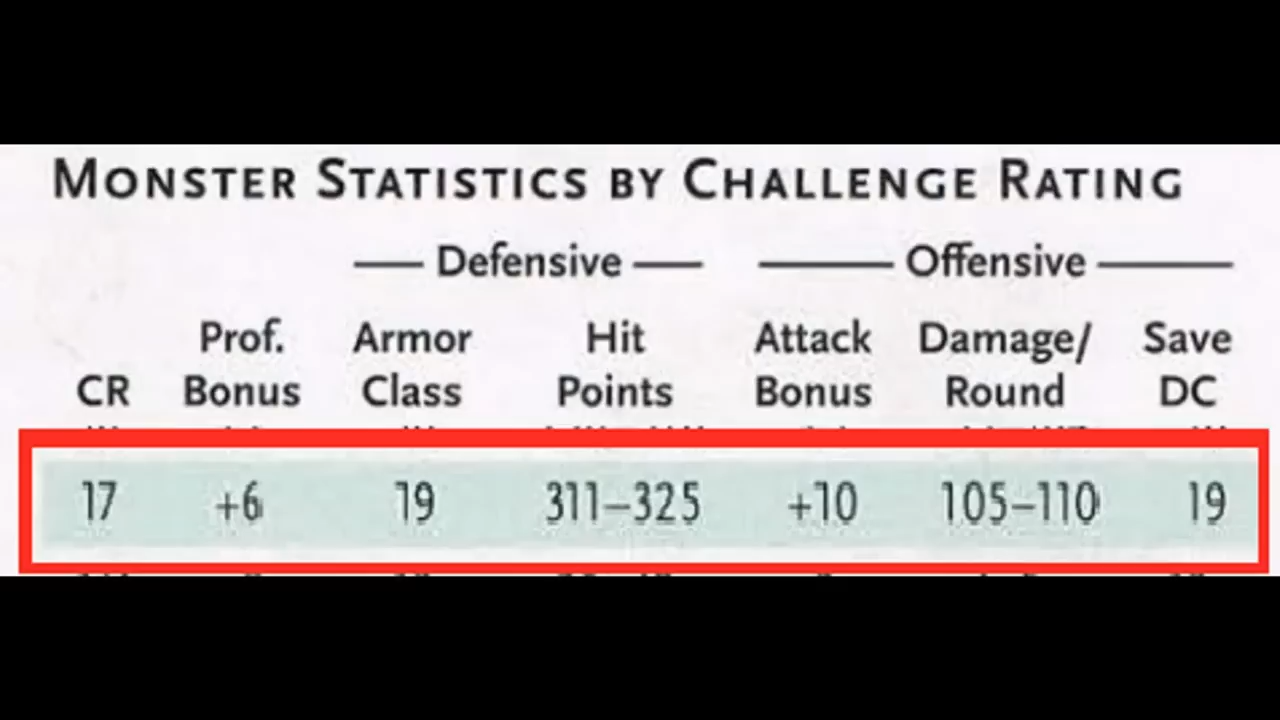 MONSTER STATISTICS BY CHALLENGE RATING
Defensive Offensive
Prof. Armor Hit Attack Damage/ Save
CR Bonus Class Points Bonus Round DC
17 +6 19 311–325 +10 105–110 19